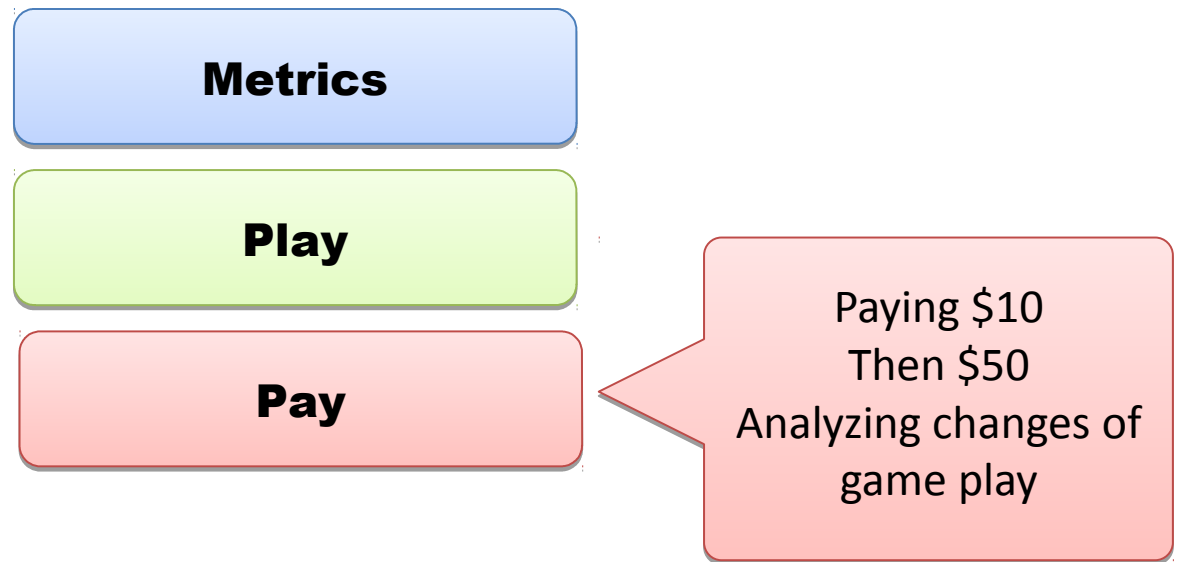 Metrics
Play
Pay
Paying $10
Then $50
Analyzing changes of
game play